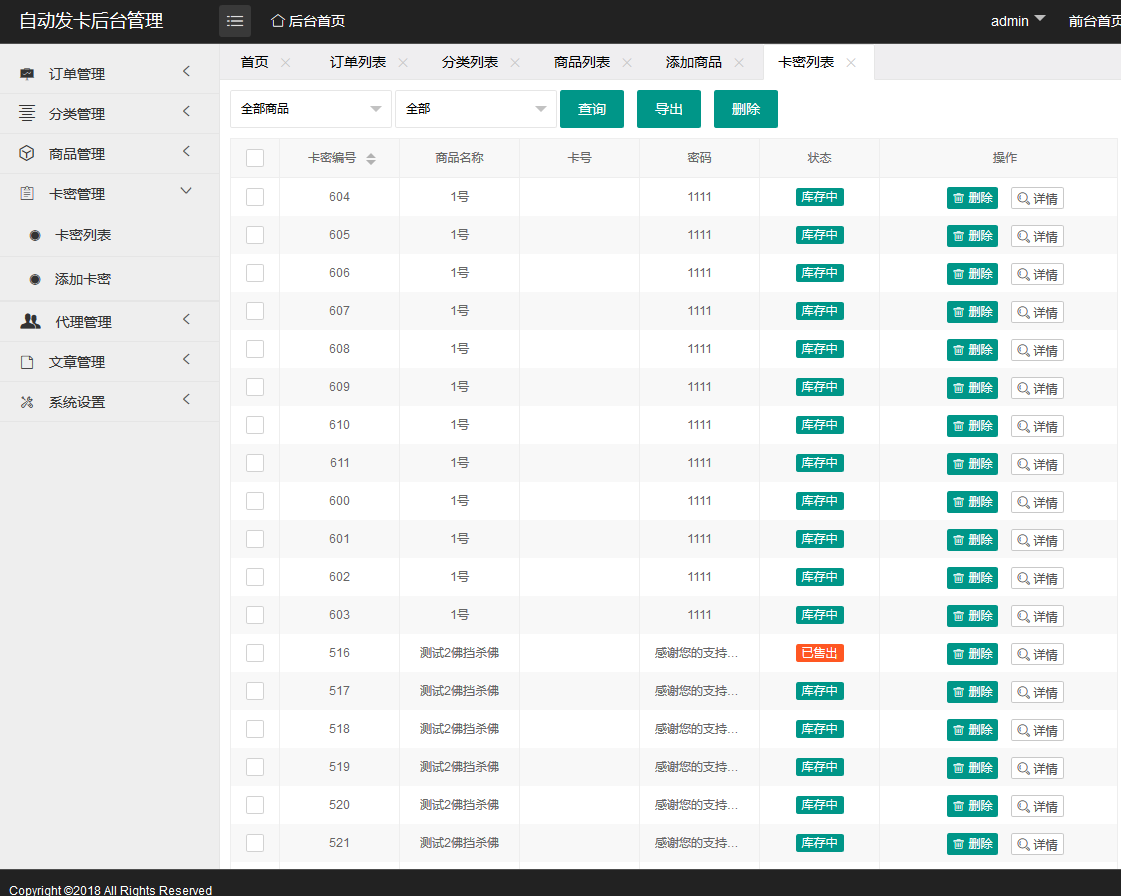 自动发卡后台管理 后台首页 admin 前台首页
订单管理
分类管理
商品管理
卡密管理
卡密列表
添加卡密
代理管理
文章管理
系统设置
首页 订单列表 分类列表 商品列表 添加商品 卡密列表
全部商品 全部 查询 导出 删除
卡密编号 商品名称 卡号 密码 状态 操作
604 1号 1111 库存中 删除 详情
605 1号 1111 库存中 删除 详情
606 1号 1111 库存中 删除 详情
607 1号 1111 库存中 删除 详情
608 1号 1111 库存中 删除 详情
609 1号 1111 库存中 删除 详情
610 1号 1111 库存中 删除 详情
611 1号 1111 库存中 删除 详情
600 1号 1111 库存中 删除 详情
601 1号 1111 库存中 删除 详情
602 1号 1111 库存中 删除 详情
603 1号 1111 库存中 删除 详情
516 测试2佛挡杀佛 感谢您的支持... 已售出 删除 详情
517 测试2佛挡杀佛 感谢您的支持... 库存中 删除 详情
518 测试2佛挡杀佛 感谢您的支持... 库存中 删除 详情
519 测试2佛挡杀佛 感谢您的支持... 库存中 删除 详情
520 测试2佛挡杀佛 感谢您的支持... 库存中 删除 详情
521 测试2佛挡杀佛 感谢您的支持... 库存中 删除 详情
Copyright ©2018 All Rights Reserved